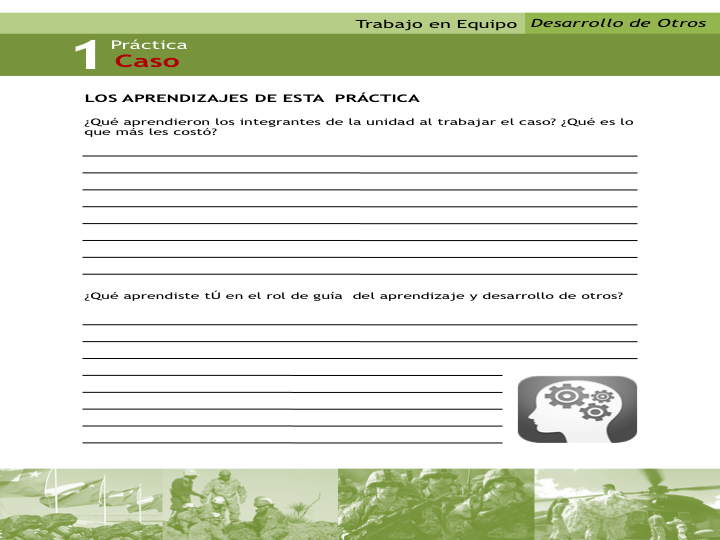 Trabajo en Equipo Desarrollo de Otros
1 Práctica
Caso
LOS APRENDIZAJES DE ESTA PRÁCTICA
¿Qué aprendieron los integrantes de la unidad al trabajar el caso? ¿Qué es lo
que más les costó?
¿Qué aprendiste tÚ en el rol de guía del aprendizaje y desarrollo de otros?